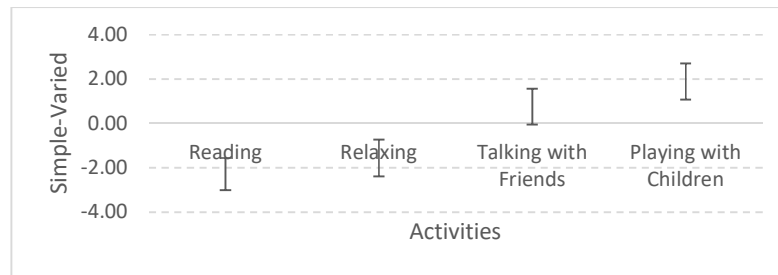 4.00
2.00
0.00
-2.00
-4.00
Simple-Varied
Reading
Relaxing
Talking with
Friends
Playing with
Children
Activities